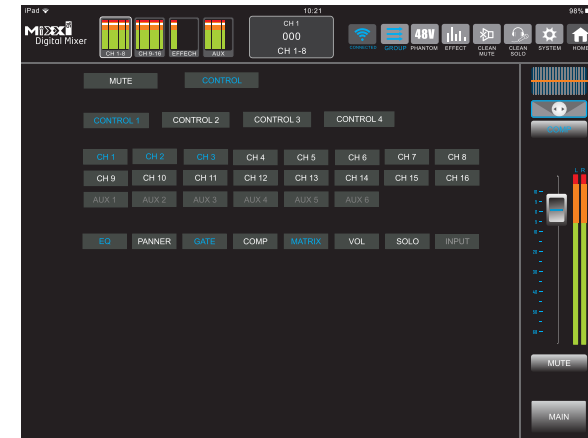 iPad 10:21 98%
MiXXi
Digital Mixer
CH 1-8 CH 9-16 EFFECH AUX
CH 1
000
CH 1-8
CONNECTED GROUP 48V PHANTOM EFFECT CLEAN MUTE CLEAN SOLO SYSTEM HOME
MUTE CONTROL
CONTROL 1 CONTROL 2 CONTROL 3 CONTROL 4
COMP
CH 1 CH 2 CH 3 CH 4 CH 5 CH 6 CH 7 CH 8
L R
CH 9 CH 10 CH 11 CH 12 CH 13 CH 14 CH 15 CH 16
AUX 1 AUX 2 AUX 3 AUX 4 AUX 5 AUX 6
EQ PANNER GATE COMP MATRIX VOL SOLO INPUT
MUTE
MAIN